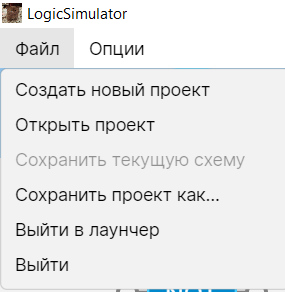 LogicSimulator
Файл Опции
Создать новый проект
Открыть проект
Сохранить текущую схему
Сохранить проект как...
Выйти в лаунчер
Выйти